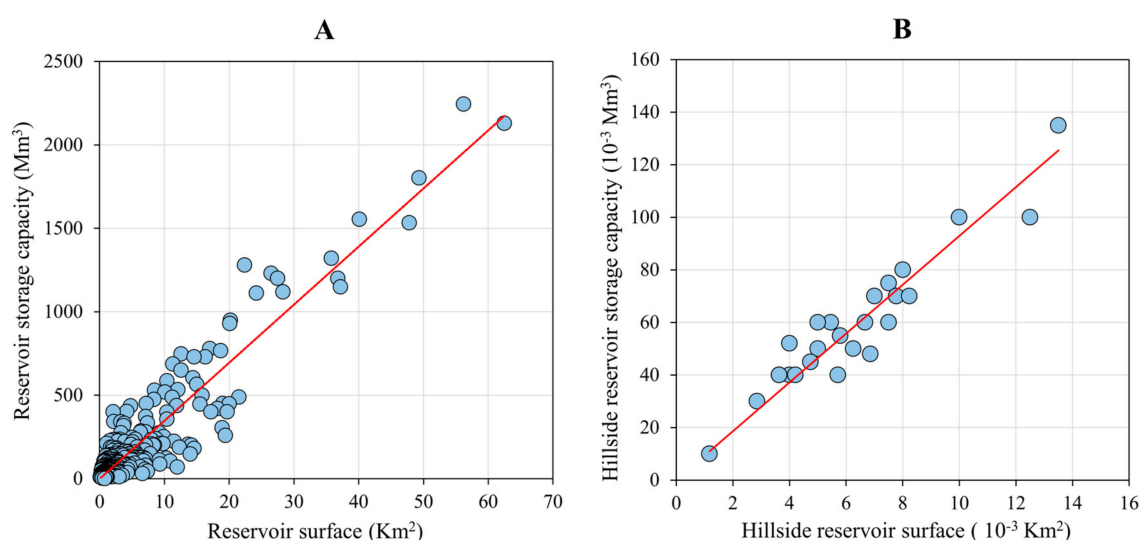 A
B
Reservoir storage capacity (Mm³)
2500
2000
1500
1000
500
0
0 10 20 30 40 50 60 70
Reservoir surface (Km²)
Hillside reservoir storage capacity (10⁻³ Mm³)
160
140
120
100
80
60
40
20
0
0 2 4 6 8 10 12 14 16
Hillside reservoir surface ( 10⁻³ Km²)